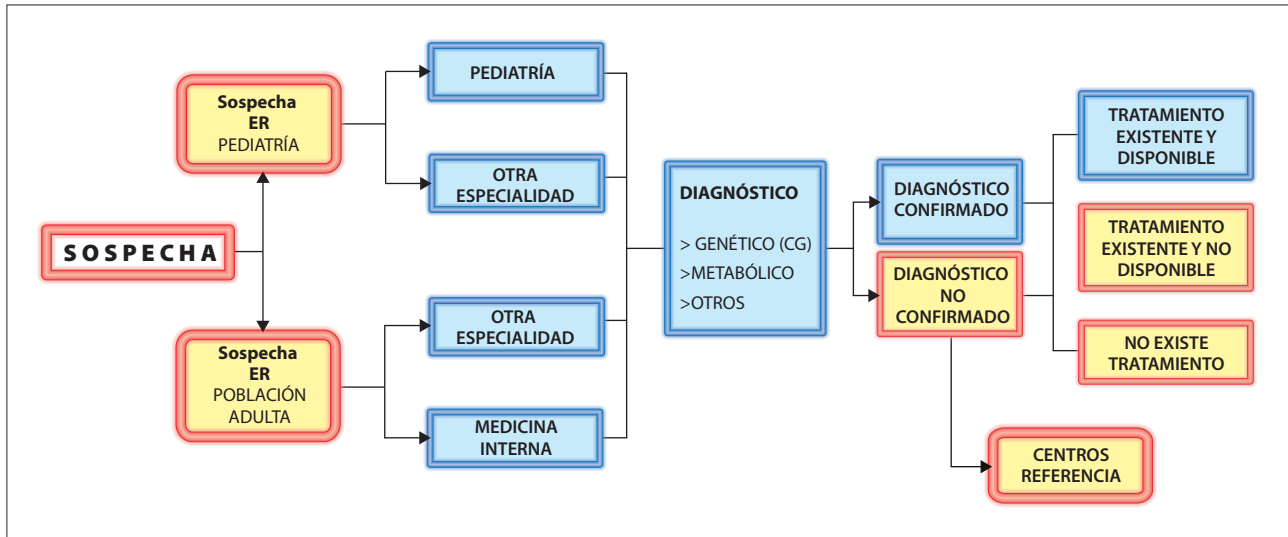 SOSPECHA
Sospecha
ER
PEDIATRÍA
Sospecha
ER
POBLACIÓN
ADULTA
PEDIATRÍA
OTRA
ESPECIALIDAD
OTRA
ESPECIALIDAD
MEDICINA
INTERNA
DIAGNÓSTICO
> GENÉTICO (CG)
>METABÓLICO
>OTROS
DIAGNÓSTICO
CONFIRMADO
DIAGNÓSTICO
NO
CONFIRMADO
TRATAMIENTO
EXISTENTE Y
DISPONIBLE
TRATAMIENTO
EXISTENTE Y NO
DISPONIBLE
NO EXISTE
TRATAMIENTO
CENTROS
REFERENCIA